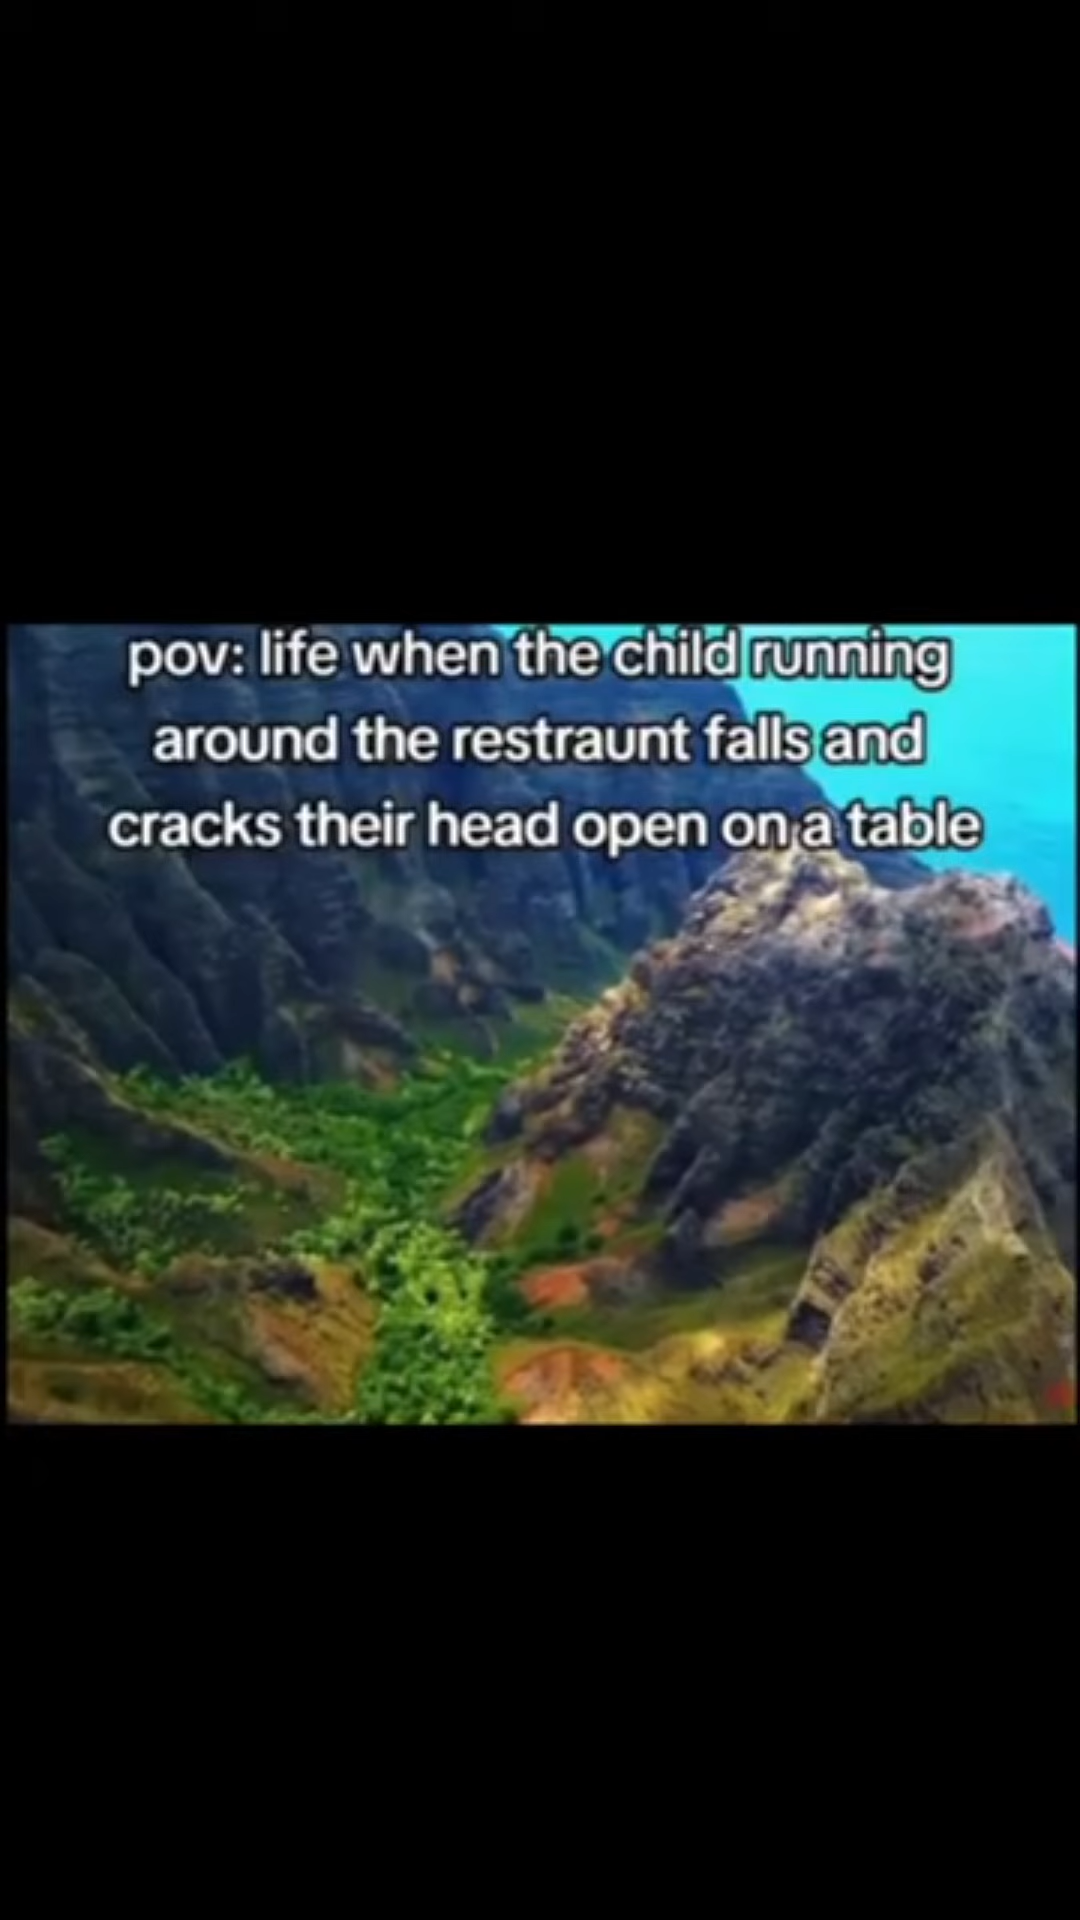 pov: life when the child running
around the restraunt falls and
cracks their head open on a table